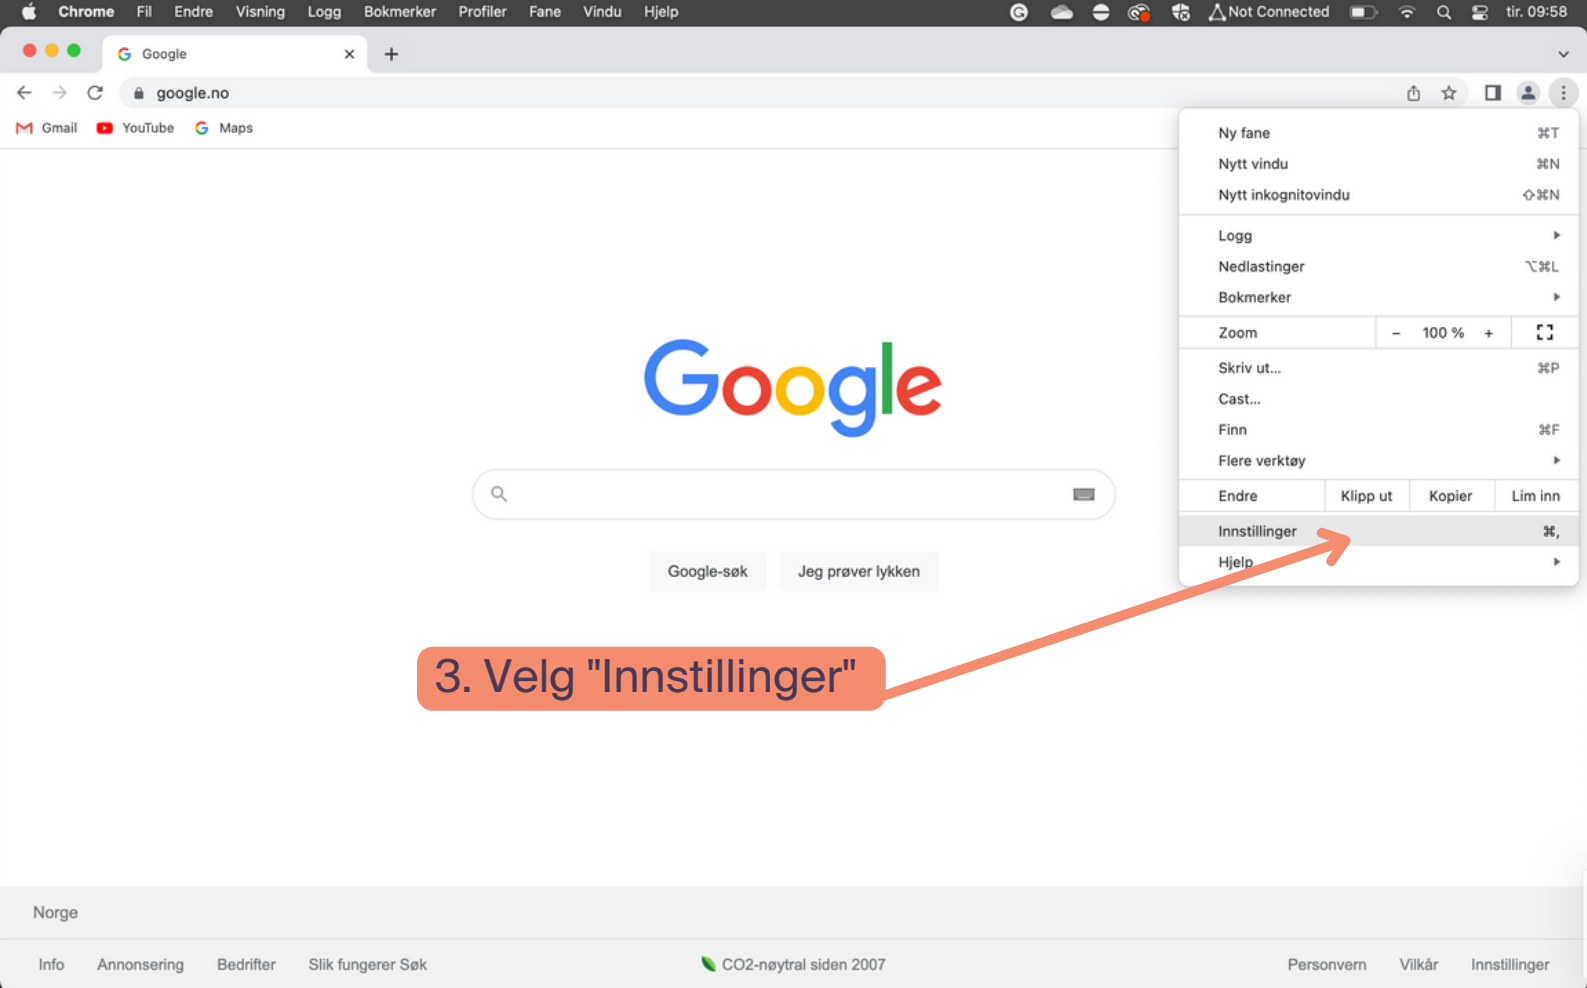 Chrome Fil Endre Visning Logg Bokmerker Profiler Fane Vindu Hjelp Not Connected tir. 09:58
Google
google.no
Gmail YouTube Maps
Ny fane ⌘T
Nytt vindu ⌘N
Nytt inkognitovindu ⇧⌘N
Logg
Nedlastinger ⌥⌘L
Bokmerker
Zoom − 100 % +
Skriv ut... ⌘P
Cast...
Finn ⌘F
Flere verktøy
Endre Klipp ut Kopier Lim inn
Innstillinger ⌘,
Hjelp
Google
Google-søk Jeg prøver lykken
3. Velg "Innstillinger"
Norge
Info Annonsering Bedrifter Slik fungerer Søk CO2-nøytral siden 2007 Personvern Vilkår Innstillinger